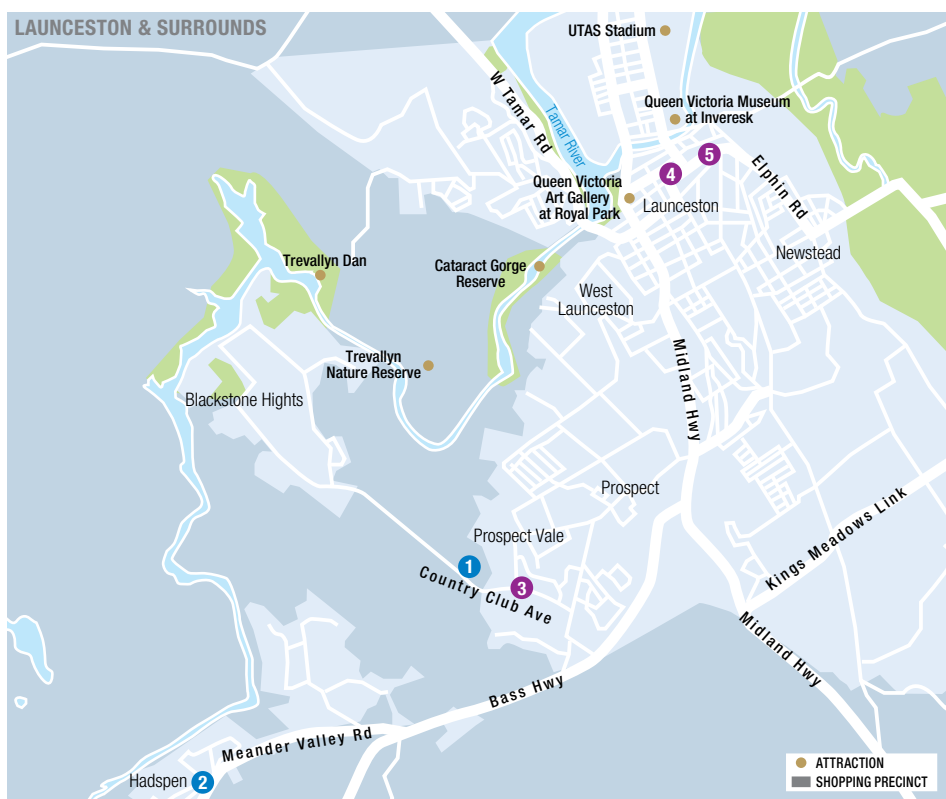 LAUNCESTON & SURROUNDS
UTAS Stadium
W Tamar Rd
Tamar River
Queen Victoria Museum
at Inveresk
5
4
Elphin Rd
Queen Victoria
Art Gallery
at Royal Park
Launceston
Newstead
Trevallyn Dan
Cataract Gorge
Reserve
West
Launceston
Midland Hwy
Trevallyn
Nature Reserve
Blackstone Hights
Prospect
Kings Meadows Link
Prospect Vale
1
3
Country Club Ave
Midland Hwy
Bass Hwy
Meander Valley Rd
Hadspen
2
ATTRACTION
SHOPPING PRECINCT